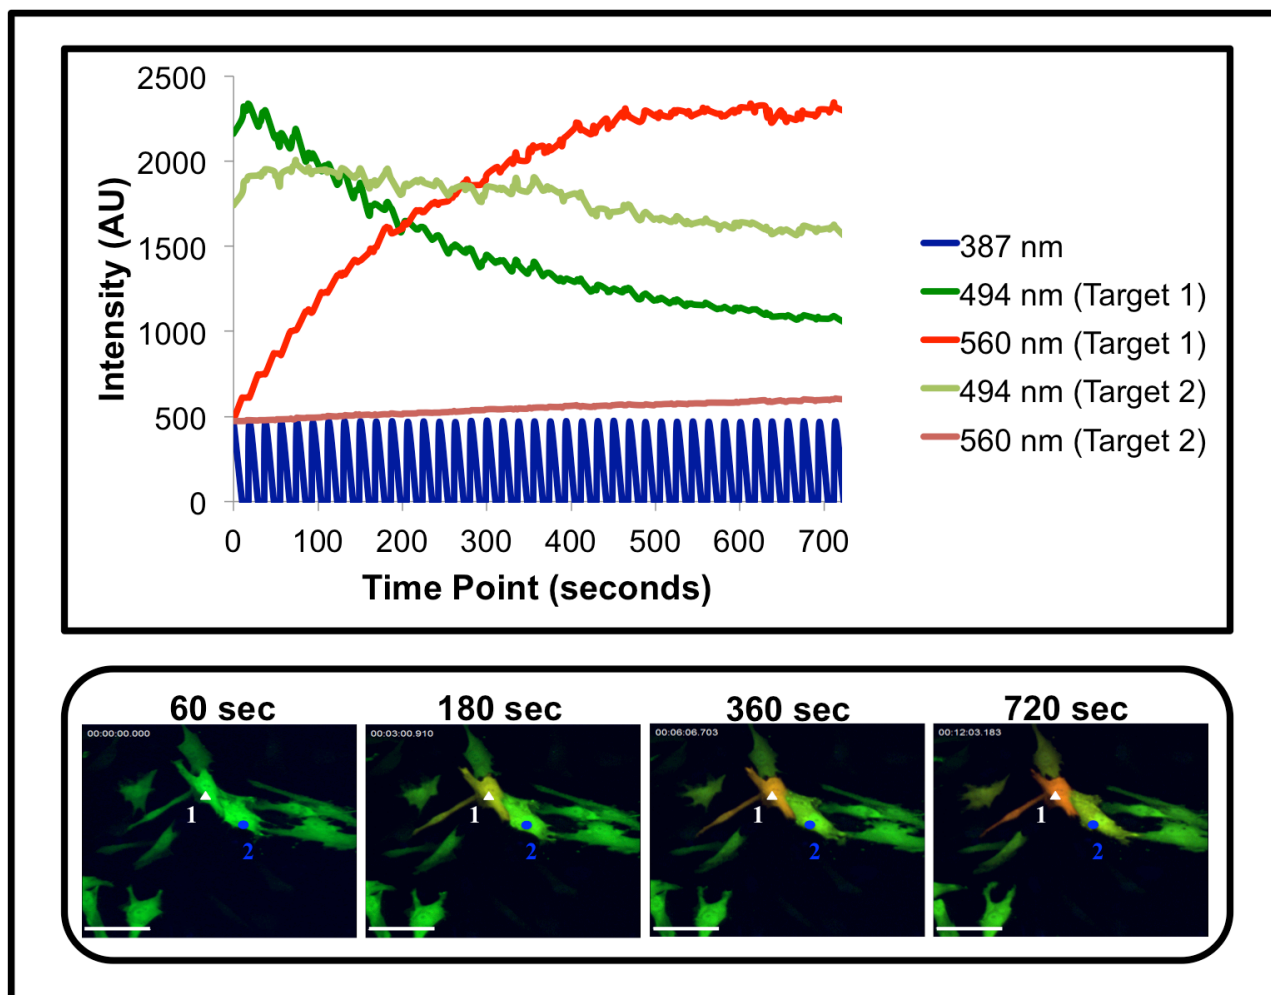 2500
2000
1500
1000
500
0
Intensity (AU)
0 100 200 300 400 500 600 700
Time Point (seconds)
387 nm
494 nm (Target 1)
560 nm (Target 1)
494 nm (Target 2)
560 nm (Target 2)
60 sec 180 sec 360 sec 720 sec
00:00:00.000 00:03:00.910 00:06:06.703 00:12:03.183
1 1 1 1
2 2 2 2